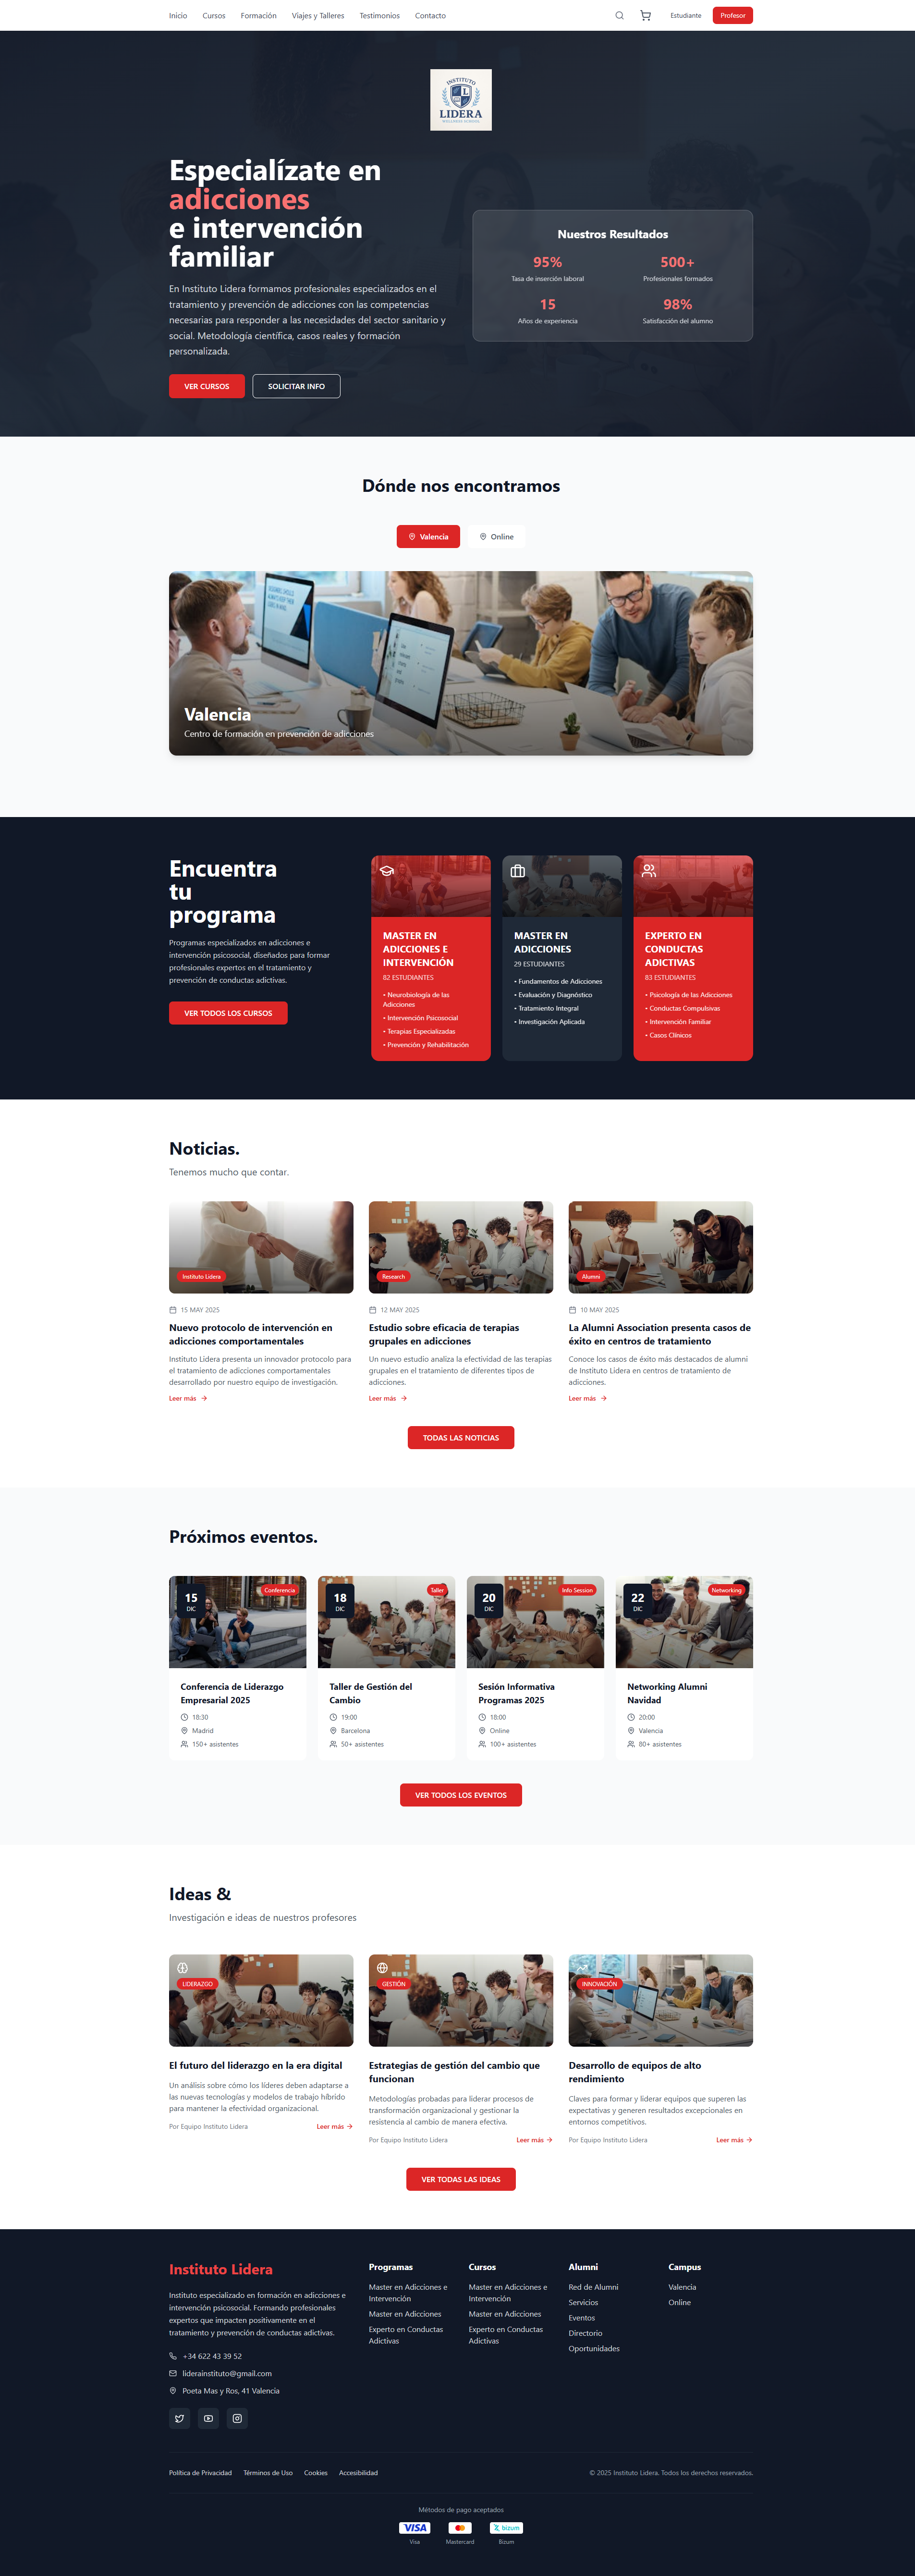 Inicio Cursos Formación Viajes y Talleres Testimonios Contacto Estudiante Profesor
INSTITUTO
LIDERA
WELLNESS SCHOOL
Especialízate en
adicciones
e intervención
familiar
En Instituto Lidera formamos profesionales especializados en el
tratamiento y prevención de adicciones con las competencias
necesarias para responder a las necesidades del sector sanitario y
social. Metodología científica, casos reales y formación
personalizada.
VER CURSOS SOLICITAR INFO
Nuestros Resultados
95% 500+
Tasa de inserción laboral Profesionales formados
15 98%
Años de experiencia Satisfacción del alumno
Dónde nos encontramos
Valencia Online
Valencia
Centro de formación en prevención de adicciones
Encuentra
tu
programa
Programas especializados en adicciones e
intervención psicosocial, diseñados para formar
profesionales expertos en el tratamiento y
prevención de conductas adictivas.
VER TODOS LOS CURSOS
MASTER EN
ADICCIONES E
INTERVENCIÓN
82 ESTUDIANTES
• Neurobiología de las
Adicciones
• Intervención Psicosocial
• Terapias Especializadas
• Prevención y Rehabilitación
MASTER EN
ADICCIONES
29 ESTUDIANTES
• Fundamentos de Adicciones
• Evaluación y Diagnóstico
• Tratamiento Integral
• Investigación Aplicada
EXPERTO EN
CONDUCTAS
ADICTIVAS
83 ESTUDIANTES
• Psicología de las Adicciones
• Conductas Compulsivas
• Intervención Familiar
• Casos Clínicos
Noticias.
Tenemos mucho que contar.
Instituto Lidera
15 MAY 2025
Nuevo protocolo de intervención en
adicciones comportamentales
Instituto Lidera presenta un innovador protocolo para
el tratamiento de adicciones comportamentales
desarrollado por nuestro equipo de investigación.
Leer más
Research
12 MAY 2025
Estudio sobre eficacia de terapias
grupales en adicciones
Un nuevo estudio analiza la efectividad de las terapias
grupales en el tratamiento de diferentes tipos de
adicciones.
Leer más
Alumni
10 MAY 2025
La Alumni Association presenta casos de
éxito en centros de tratamiento
Conoce los casos de éxito más destacados de alumni
de Instituto Lidera en centros de tratamiento de
adicciones.
Leer más
TODAS LAS NOTICIAS
Próximos eventos.
15
DIC
Conferencia
Conferencia de Liderazgo
Empresarial 2025
18:30
Madrid
150+ asistentes
18
DIC
Taller
Taller de Gestión del
Cambio
19:00
Barcelona
50+ asistentes
20
DIC
Info Session
Sesión Informativa
Programas 2025
18:00
Online
100+ asistentes
22
DIC
Networking
Networking Alumni
Navidad
20:00
Valencia
80+ asistentes
VER TODOS LOS EVENTOS
Ideas &
Investigación e ideas de nuestros profesores
LIDERAZGO
El futuro del liderazgo en la era digital
Un análisis sobre cómo los líderes deben adaptarse a
las nuevas tecnologías y modelos de trabajo híbrido
para mantener la efectividad organizacional.
Por Equipo Instituto Lidera Leer más
GESTIÓN
Estrategias de gestión del cambio que
funcionan
Metodologías probadas para liderar procesos de
transformación organizacional y gestionar la
resistencia al cambio de manera efectiva.
Por Equipo Instituto Lidera Leer más
INNOVACIÓN
Desarrollo de equipos de alto
rendimiento
Claves para formar y liderar equipos que superen las
expectativas y generen resultados excepcionales en
entornos competitivos.
Por Equipo Instituto Lidera Leer más
VER TODAS LAS IDEAS
Instituto Lidera
Instituto especializado en formación en adicciones e
intervención psicosocial. Formando profesionales
expertos que impacten positivamente en el
tratamiento y prevención de conductas adictivas.
+34 622 43 39 52
liderainstituto@gmail.com
Poeta Mas y Ros, 41 Valencia
Programas
Master en Adicciones e
Intervención
Master en Adicciones
Experto en Conductas
Adictivas
Cursos
Master en Adicciones e
Intervención
Master en Adicciones
Experto en Conductas
Adictivas
Alumni
Red de Alumni
Servicios
Eventos
Directorio
Oportunidades
Campus
Valencia
Online
Política de Privacidad Términos de Uso Cookies Accesibilidad
© 2025 Instituto Lidera. Todos los derechos reservados.
Métodos de pago aceptados
VISA bizum
Visa Mastercard Bizum